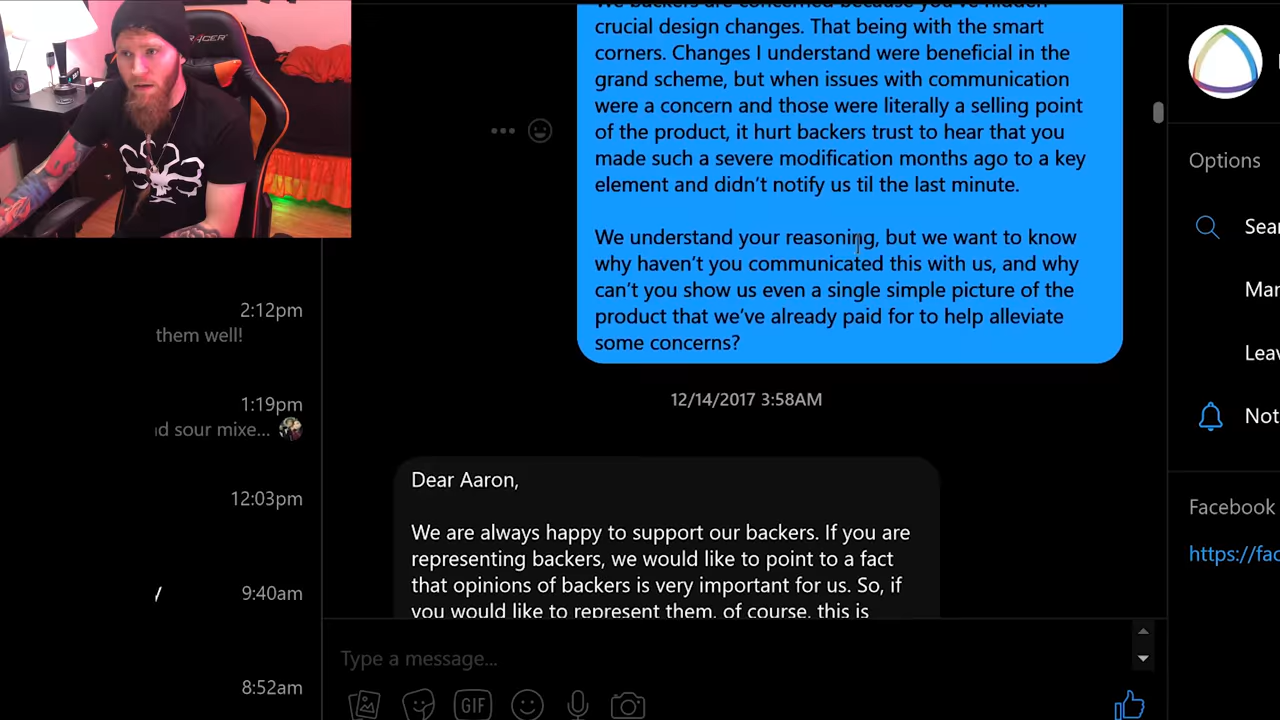 We backers are concerned because you've hidden
crucial design changes. That being with the smart
corners. Changes I understand were beneficial in the
grand scheme, but when issues with communication
were a concern and those were literally a selling point
of the product, it hurt backers trust to hear that you
made such a severe modification months ago to a key
element and didn't notify us til the last minute.
We understand your reasoning, but we want to know
why haven't you communicated this with us, and why
can't you show us even a single simple picture of the
product that we've already paid for to help alleviate
some concerns?
12/14/2017 3:58AM
Dear Aaron,
We are always happy to support our backers. If you are
representing backers, we would like to point to a fact
that opinions of backers is very important for us. So, if
you would like to represent them, of course, this is
Type a message...
GIF
2:12pm
them well!
1:19pm
d sour mixe...
12:03pm
9:40am
y
8:52am
Options
Sear
Mar
Leav
Not
Facebook
https://fac